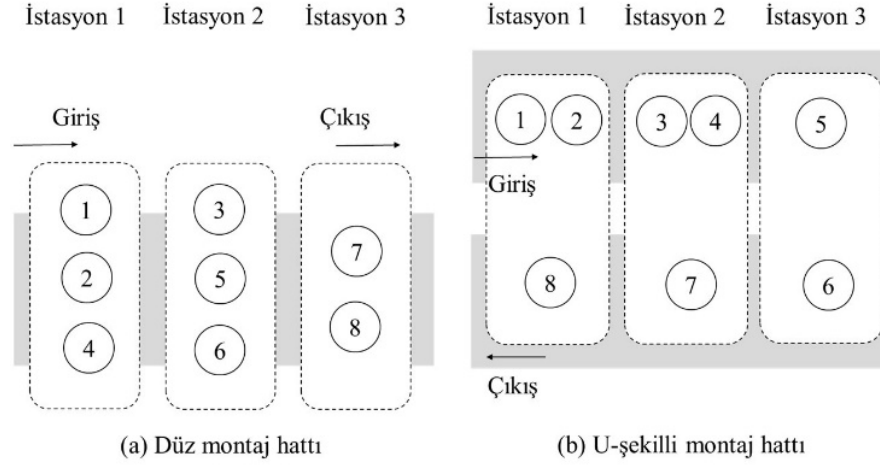 İstasyon 1 İstasyon 2 İstasyon 3
Giriş Çıkış
1 3
7
2 5
8
4 6
(a) Düz montaj hattı
İstasyon 1 İstasyon 2 İstasyon 3
1 2 3 4 5
Giriş
8 7 6
Çıkış
(b) U-şekilli montaj hattı